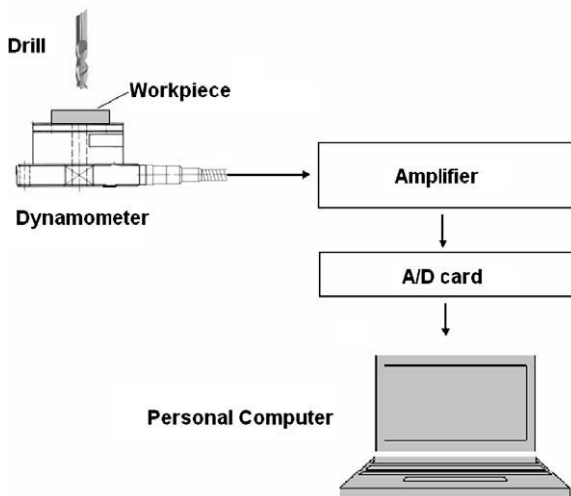 Drill
Workpiece
Amplifier
Dynamometer
A/D card
Personal Computer